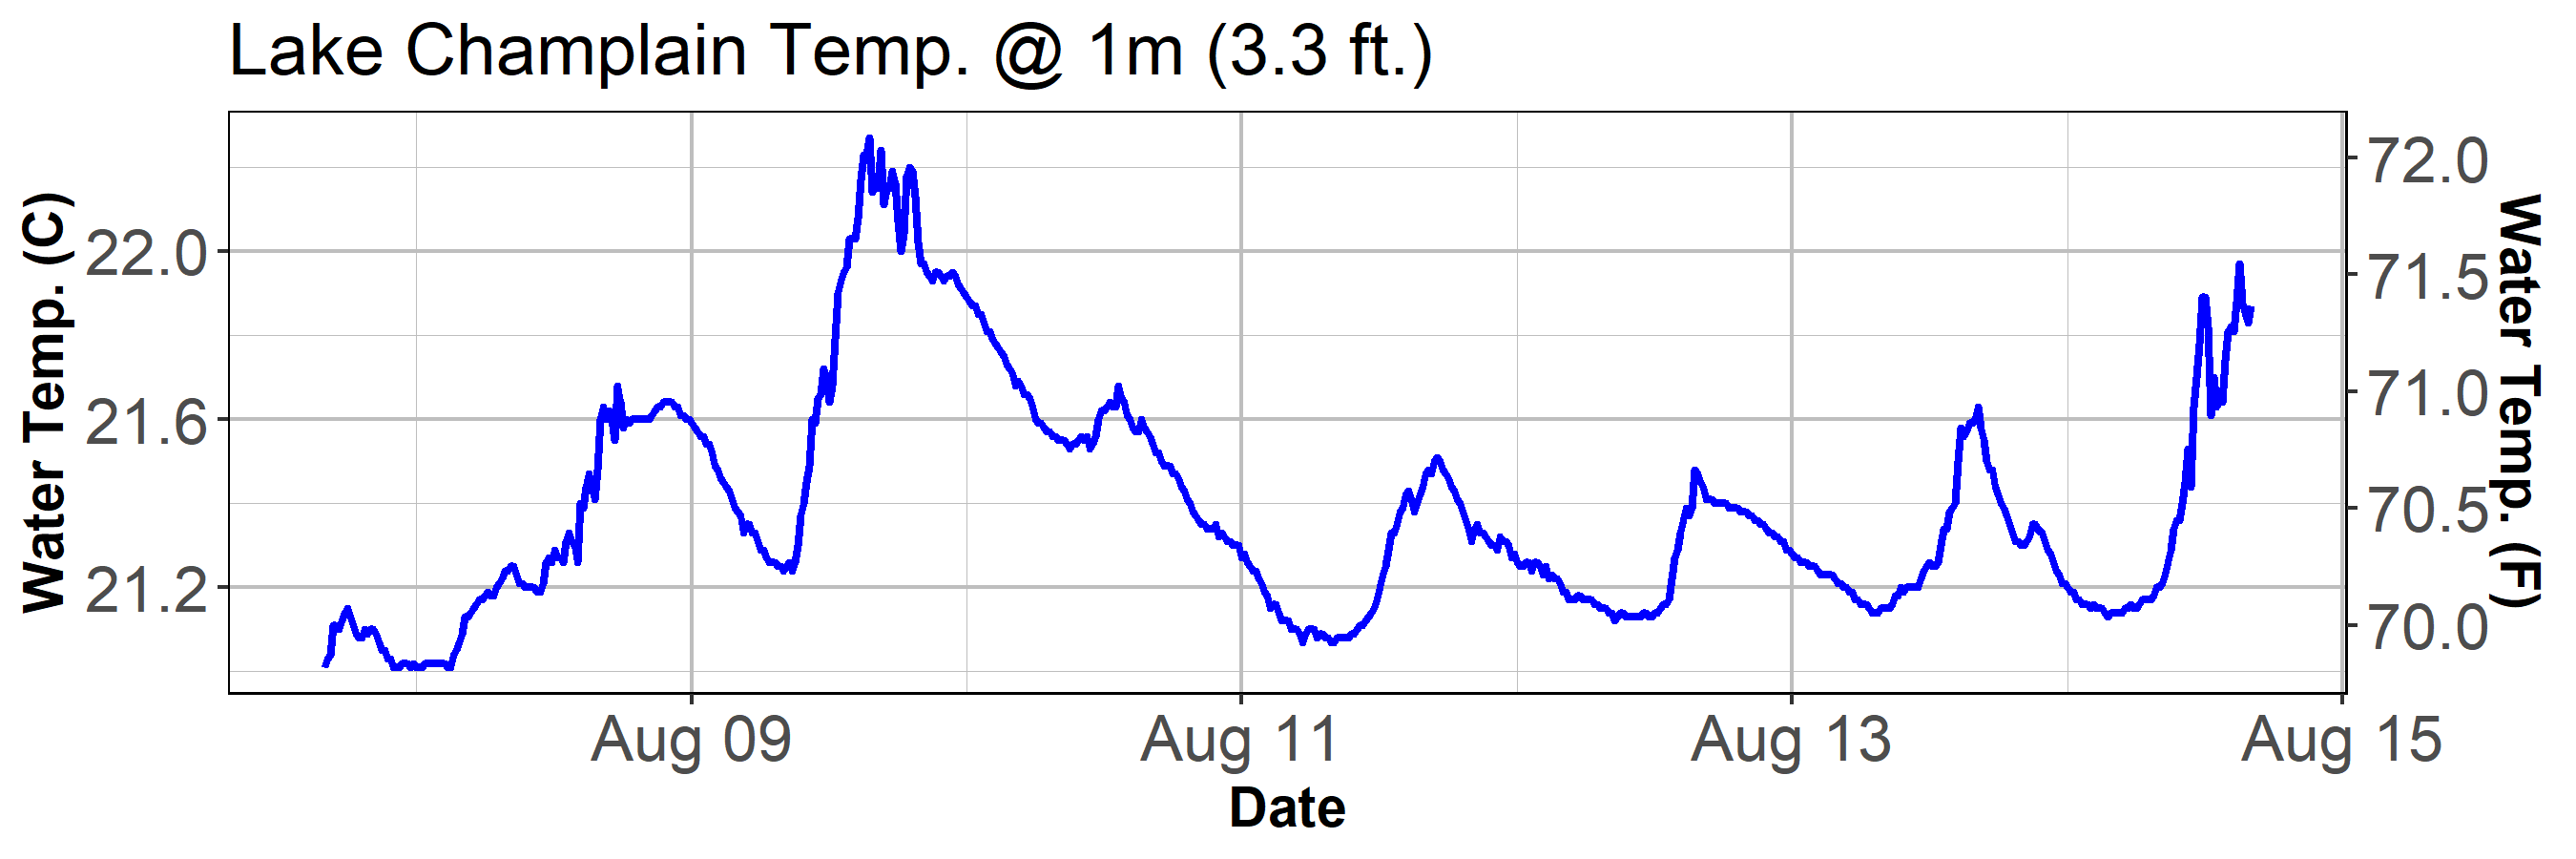 Lake Champlain Temp. @ 1m (3.3 ft.)
Water Temp. (C)
22.0
21.6
21.2
72.0
71.5
71.0
70.5
70.0
Water Temp. (F)
Aug 09
Aug 11
Aug 13
Aug 15
Date